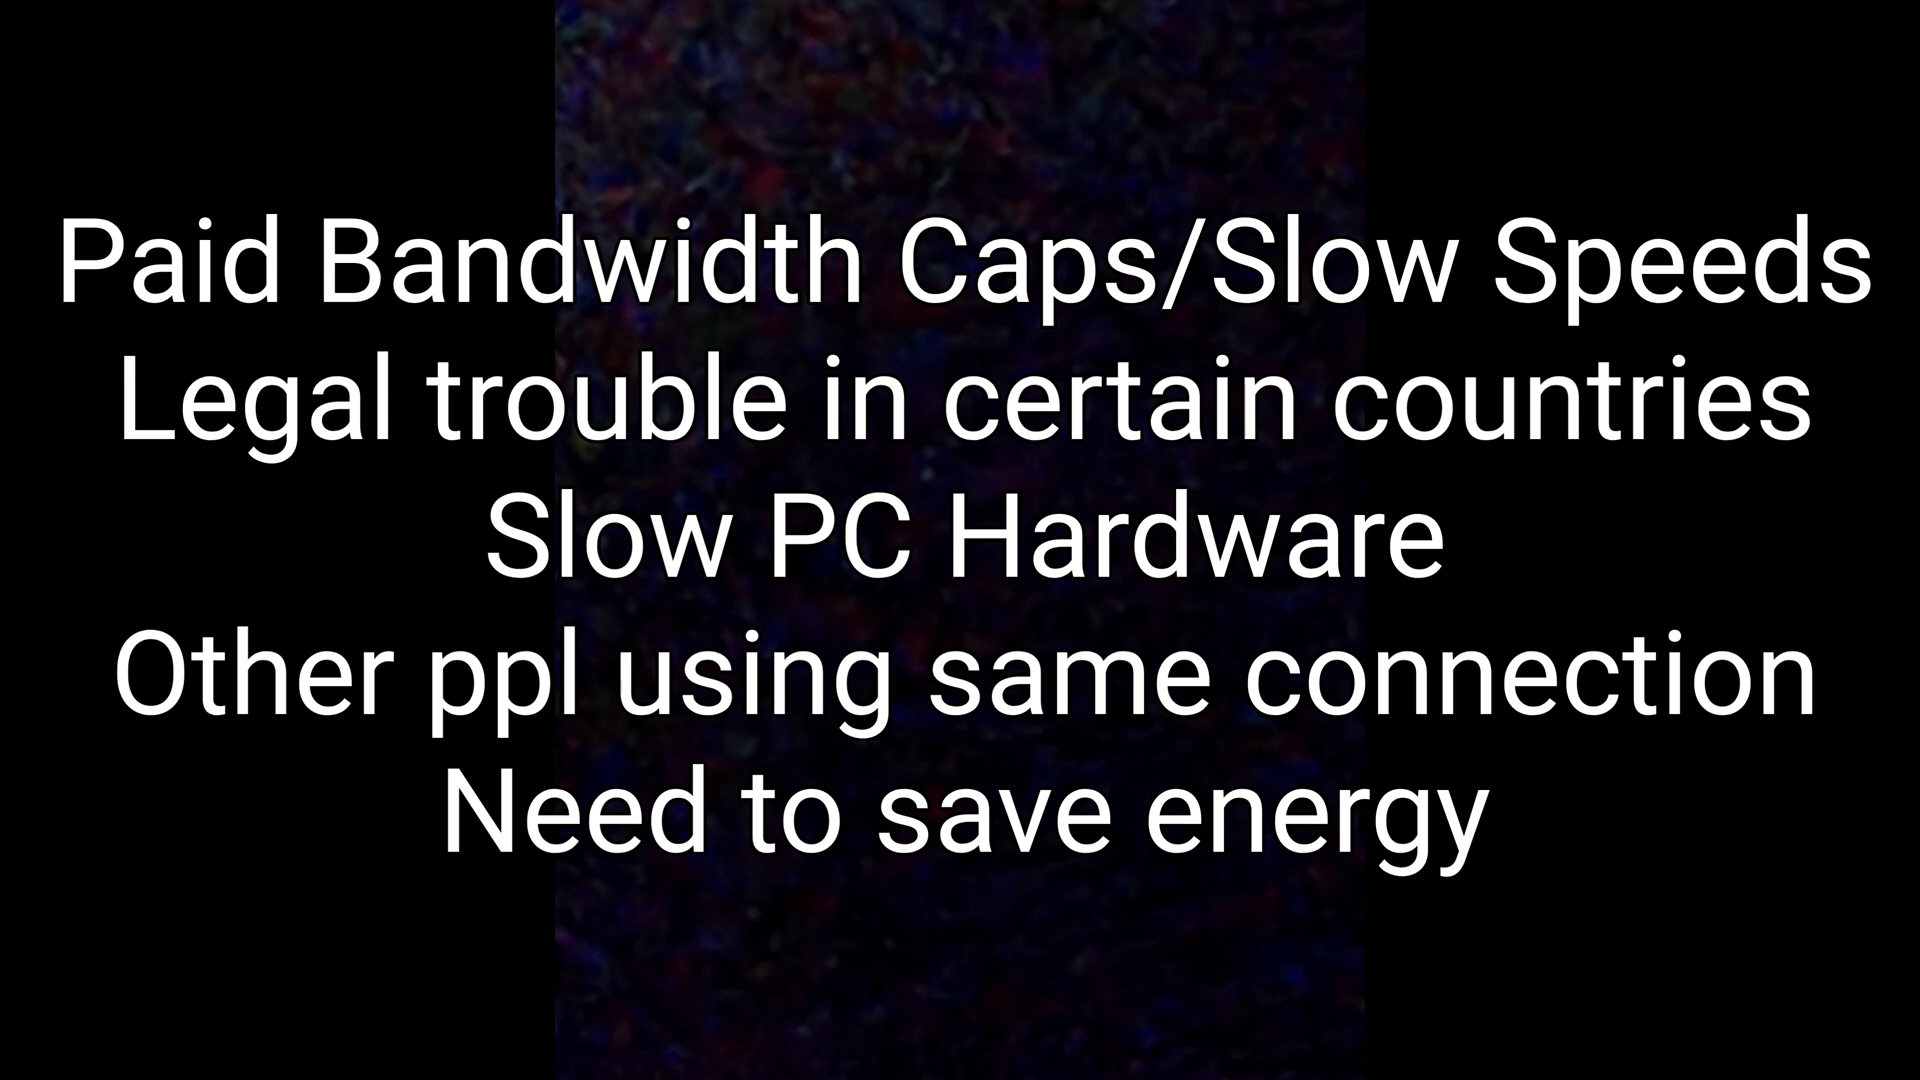 Paid Bandwidth Caps/Slow Speeds
Legal trouble in certain countries
Slow PC Hardware
Other ppl using same connection
Need to save energy